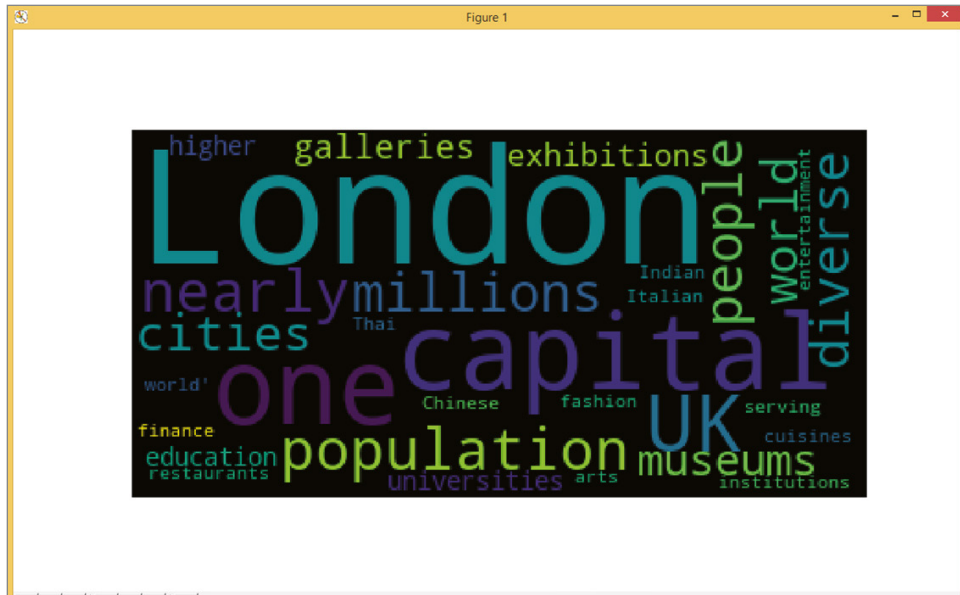 Figure 1
higher
galleries
exhibitions
London
people
world
entertainment
diverse
nearly
millions
Indian
Italian
Thai
cities
capital
one
world'
Chinese
fashion
UK
serving
finance
population
cuisines
education
museums
restaurants
universities
arts
institutions